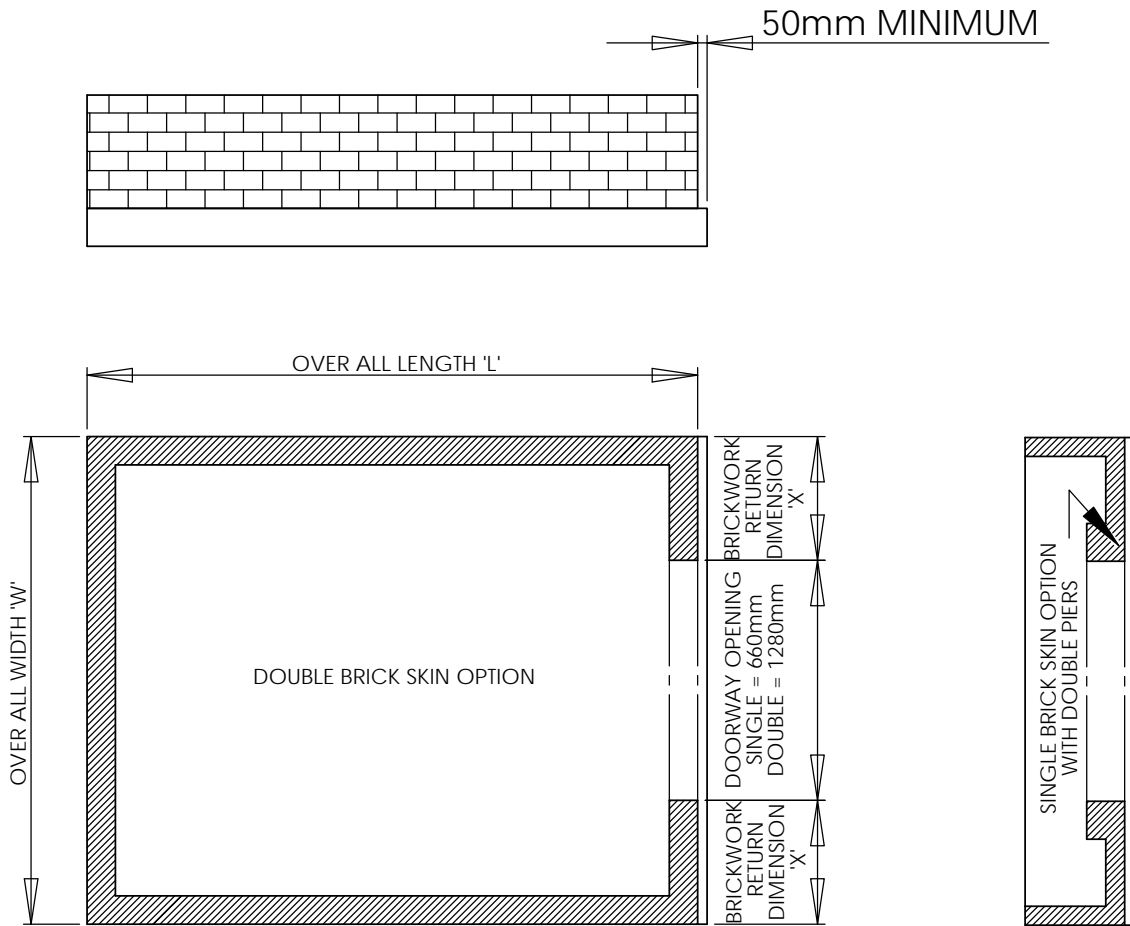 50mm MINIMUM
OVER ALL LENGTH 'L'
OVER ALL WIDTH 'W'
DOUBLE BRICK SKIN OPTION
BRICKWORK
RETURN
DIMENSION
'X'
DOORWAY OPENING
SINGLE = 660mm
DOUBLE = 1280mm
BRICKWORK
RETURN
DIMENSION
'X'
SINGLE BRICK SKIN OPTION
WITH DOUBLE PIERS